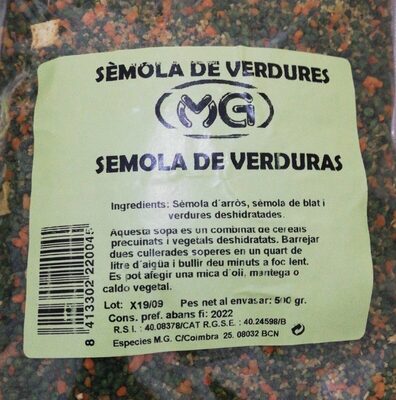 SÈMOLA DE VERDURES
MG
SEMOLA DE VERDURAS
Ingredients: Sèmola d´arròs, sèmola de blat i
verdures deshidratades.
Aquesta sopa és un combinat de cereals
precuinats i vegetals deshidratats. Barrejar
dues cullerades soperes en un quart de
litre d´aigüa i bullir deu minuts a foc lent.
Es pot afegir una mica d´oli, mantega o
caldo vegetal.
Lot: X19/09 Pes net al envasar: 500 gr.
Cons. pref. abans fi: 2022
R.S.I. : 40.08378/CAT R.G.S.E. : 40.24598/B
Especies M.G. C/Coimbra 25. 08032 BCN
8 413302 220045